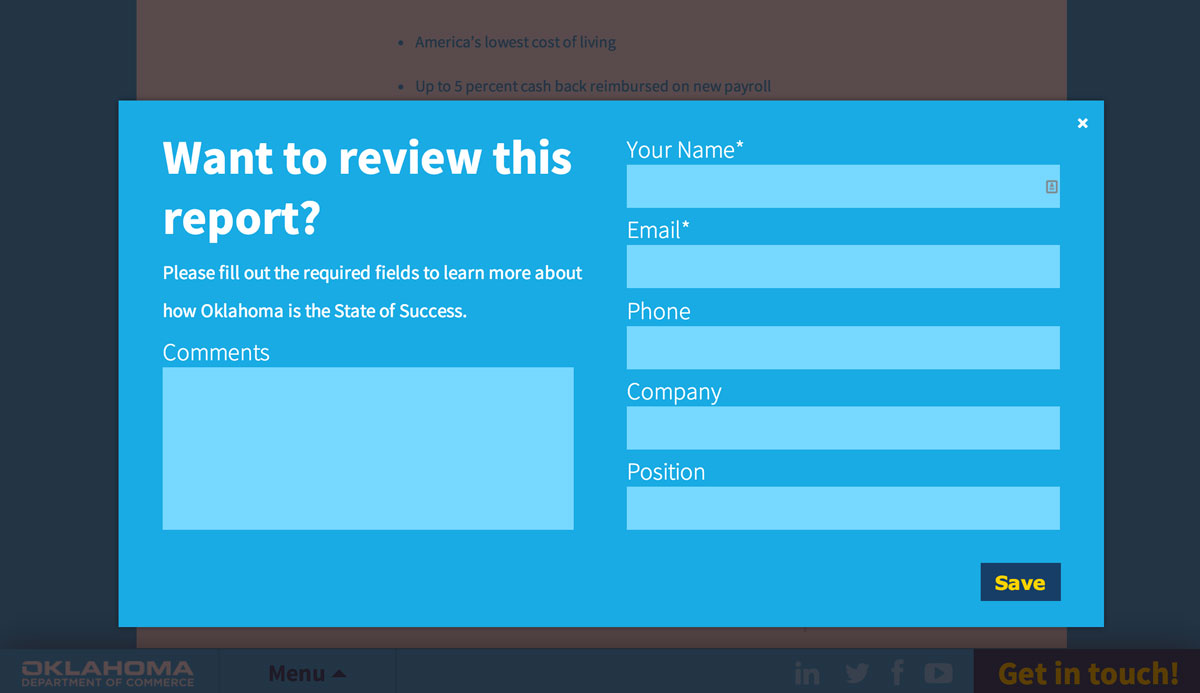 • America's lowest cost of living
• Up to 5 percent cash back reimbursed on new payroll
Want to review this
report?
Please fill out the required fields to learn more about
how Oklahoma is the State of Success.
Comments
Your Name*
Email*
Phone
Company
Position
Save
OKLAHOMA
DEPARTMENT OF COMMERCE
Menu
Get in touch!